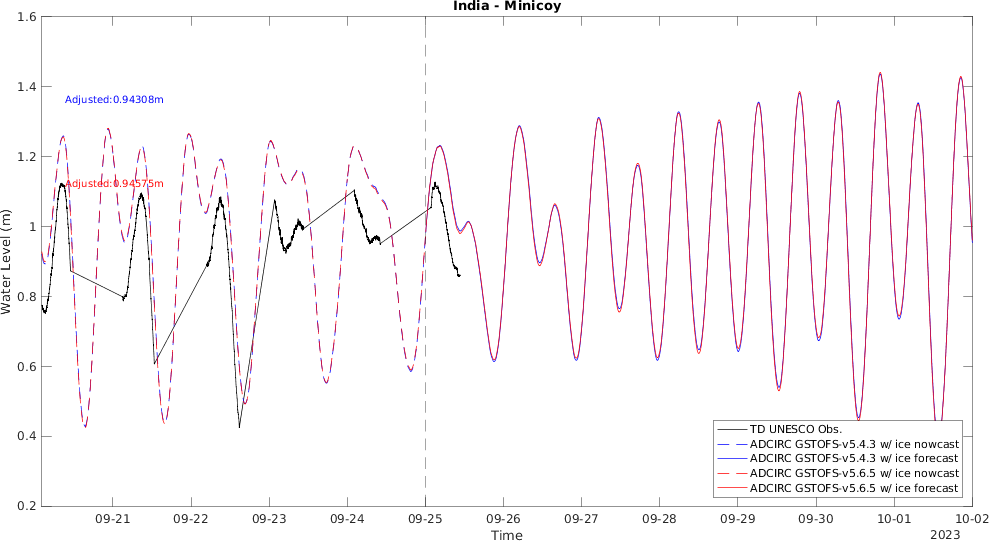 India - Minicoy
1.6
1.4
1.2
1
0.8
0.6
0.4
0.2
Water Level (m)
Adjusted:0.94308m
Adjusted:0.94575m
TD UNESCO Obs.
ADCIRC GSTOFS-v5.4.3 w/ ice nowcast
ADCIRC GSTOFS-v5.4.3 w/ ice forecast
ADCIRC GSTOFS-v5.6.5 w/ ice nowcast
ADCIRC GSTOFS-v5.6.5 w/ ice forecast
09-21 09-22 09-23 09-24 09-25 09-26 09-27 09-28 09-29 09-30 10-01 10-02
Time
2023